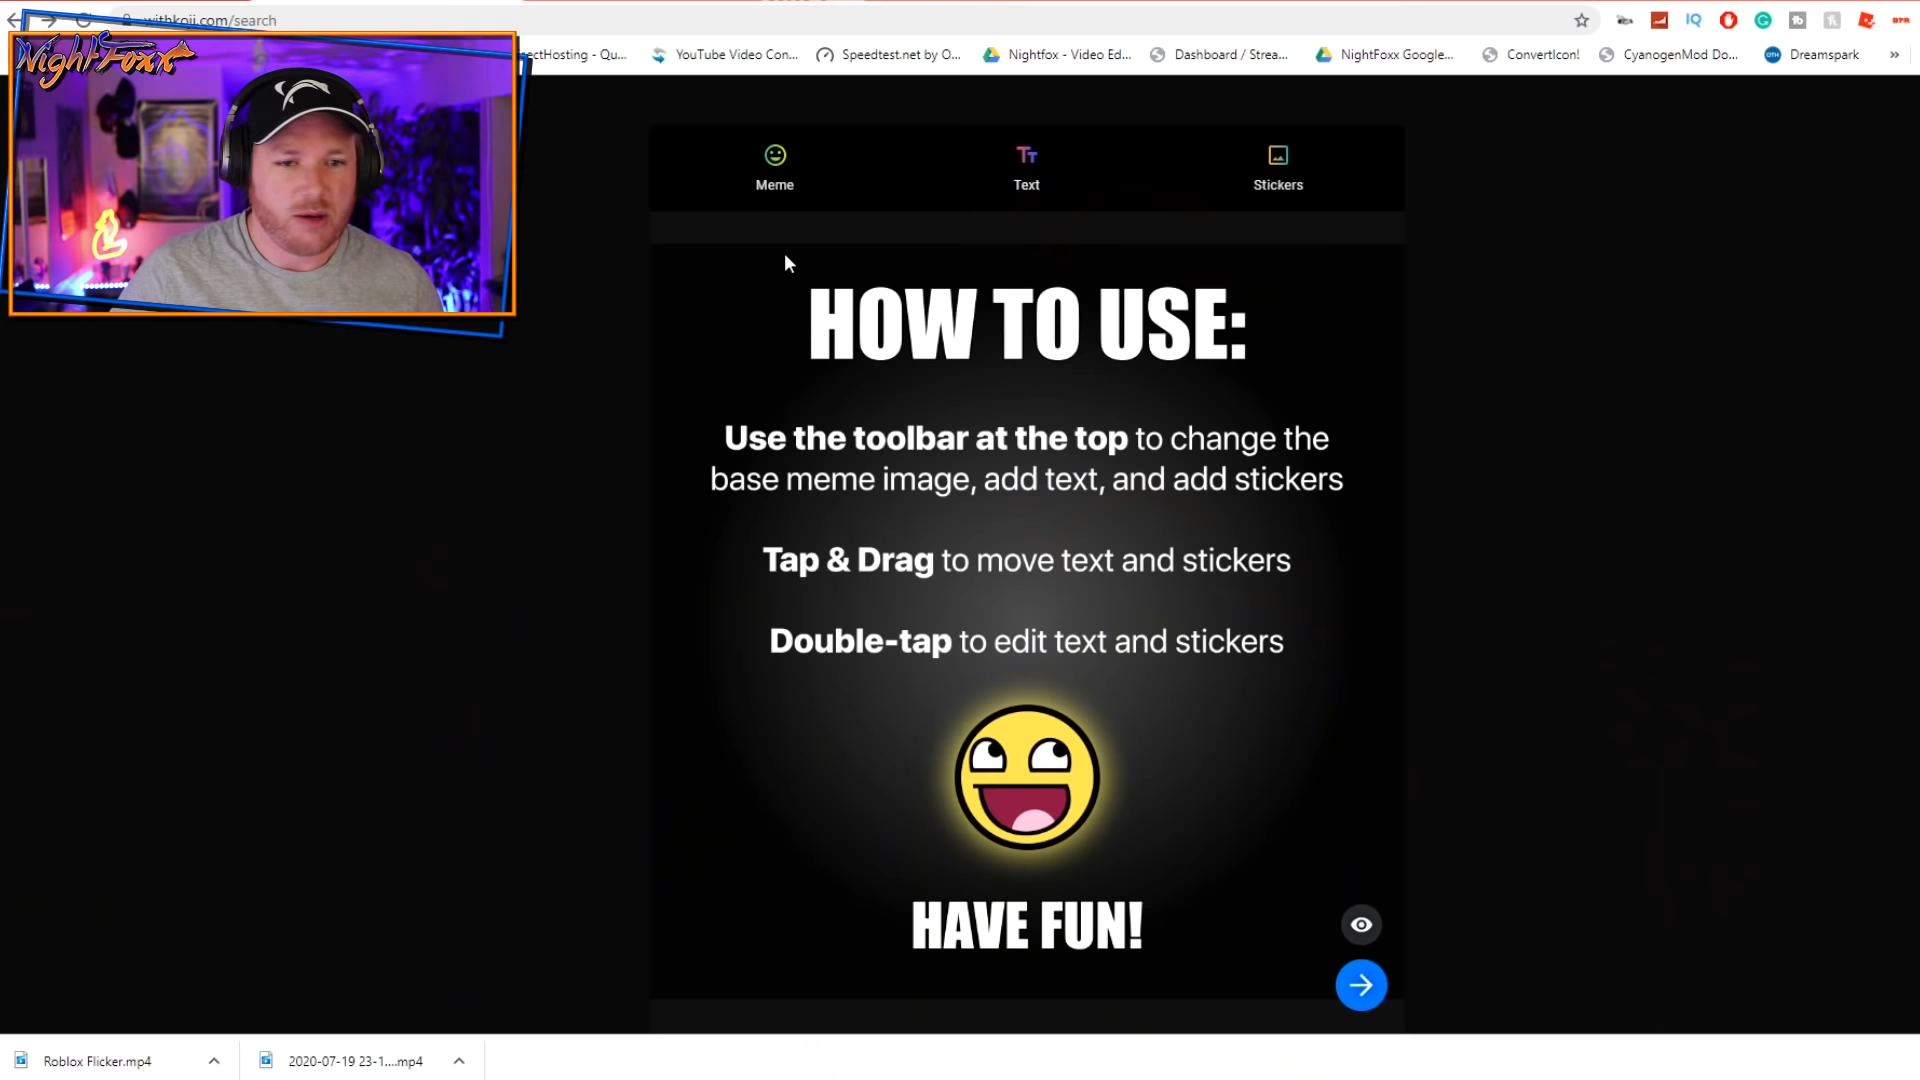 withkoji.com/search
NightFoxx
ectHosting - Qu...
YouTube Video Con...
Speedtest.net by O...
Nightfox - Video Ed...
Dashboard / Strea...
NightFoxx Google...
ConvertIcon!
CyanogenMod Do...
Dreamspark
»
Meme
Text
Stickers
HOW TO USE:
Use the toolbar at the top to change the
base meme image, add text, and add stickers
Tap & Drag to move text and stickers
Double-tap to edit text and stickers
HAVE FUN!
Roblox Flicker.mp4
2020-07-19 23-1....mp4